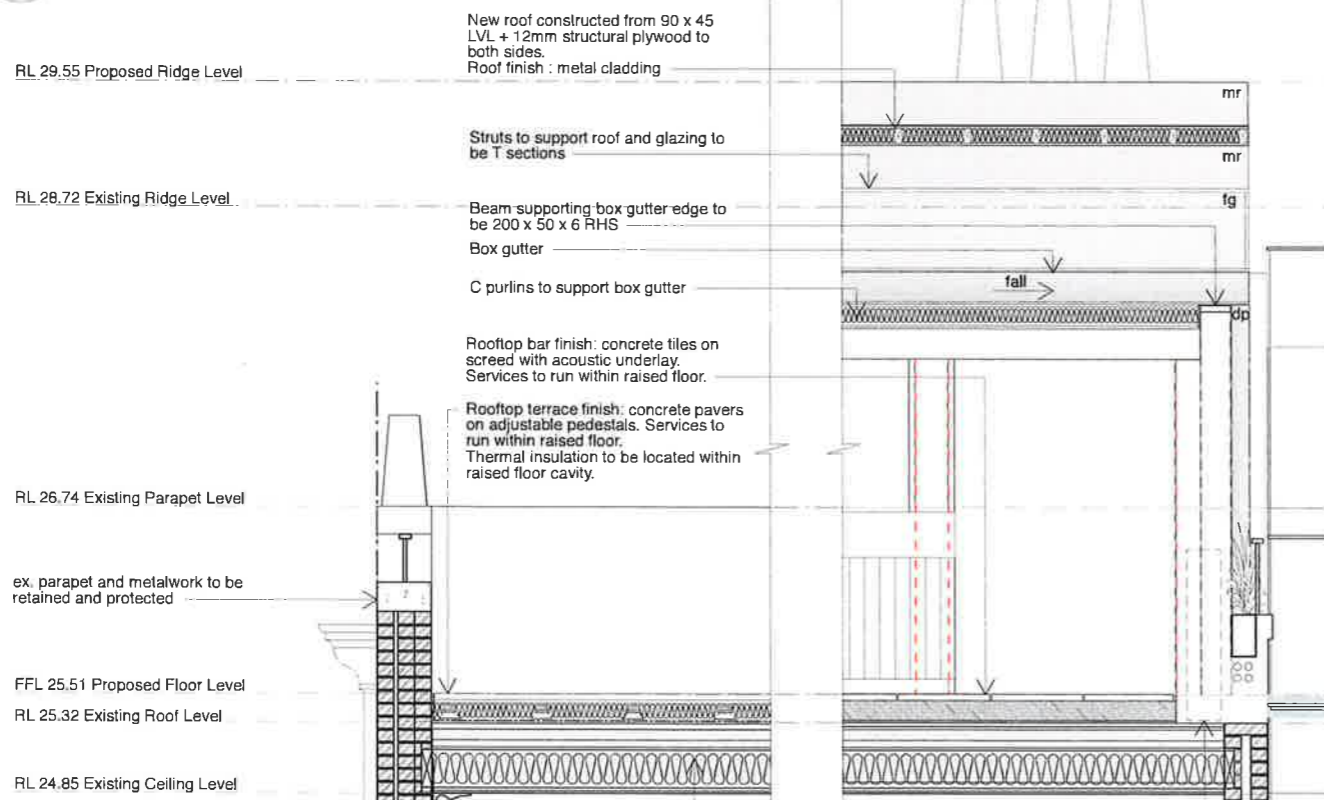 New roof constructed from 90 x 45
LVL + 12mm structural plywood to
both sides.
Roof finish : metal cladding
RL 29.55 Proposed Ridge Level
mr
Struts to support roof and glazing to
be T sections
mr
RL 28.72 Existing Ridge Level
fg
Beam supporting box gutter edge to
be 200 x 50 x 6 RHS
Box gutter
fall
C purlins to support box gutter
dp
Rooftop bar finish: concrete tiles on
screed with acoustic underlay.
Services to run within raised floor.
Rooftop terrace finish: concrete pavers
on adjustable pedestals. Services to
run within raised floor.
Thermal insulation to be located within
raised floor cavity.
RL 26.74 Existing Parapet Level
ex. parapet and metalwork to be
retained and protected
FFL 25.51 Proposed Floor Level
RL 25.32 Existing Roof Level
RL 24.85 Existing Ceiling Level